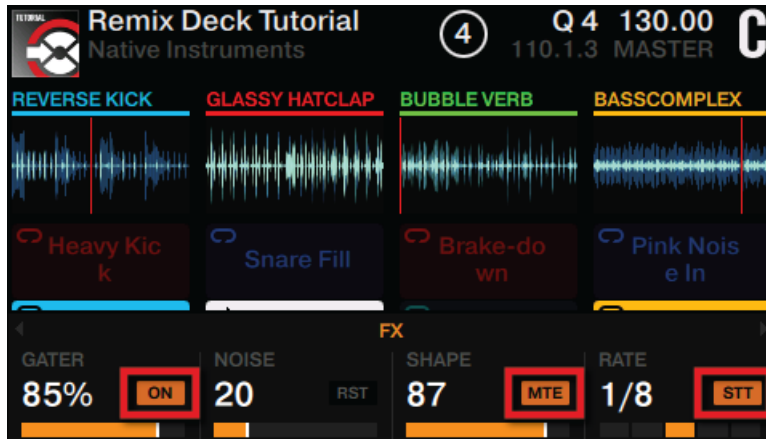 TUTORIAL
Remix Deck Tutorial
Native Instruments
4
Q 4 130.00
110.1.3 MASTER
C
REVERSE KICK
GLASSY HATCLAP
BUBBLE VERB
BASSCOMPLEX
Heavy Kic
k
Snare Fill
Brake-do
wn
Pink Nois
e In
FX
GATER
NOISE
SHAPE
RATE
85% ON
20 RST
87 MTE
1/8 STT